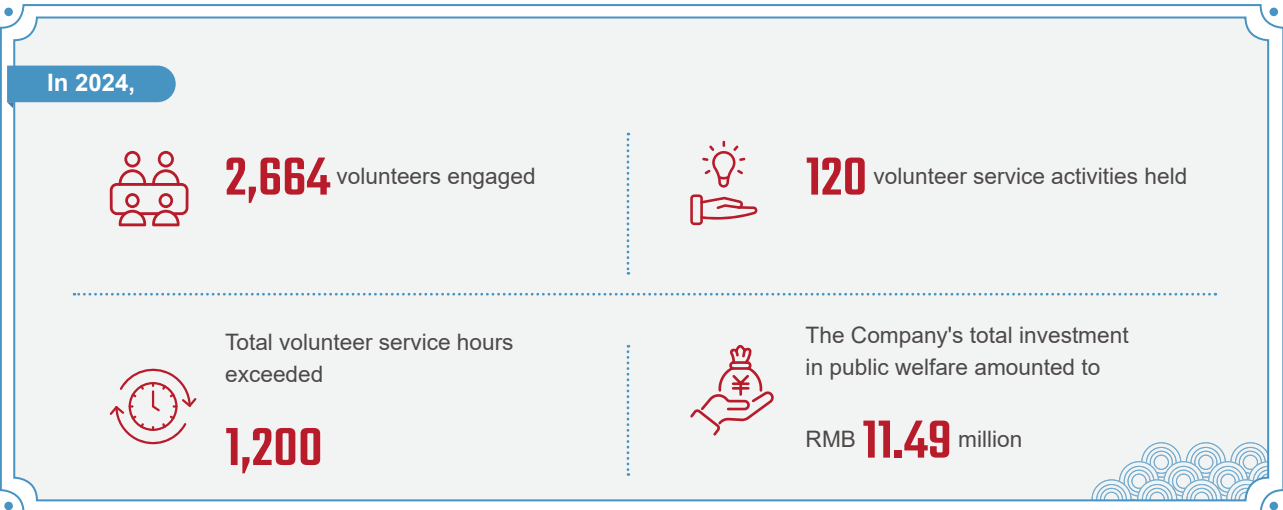 In 2024,
2,664 volunteers engaged
120 volunteer service activities held
Total volunteer service hours
exceeded
1,200
The Company's total investment
in public welfare amounted to
RMB 11.49 million